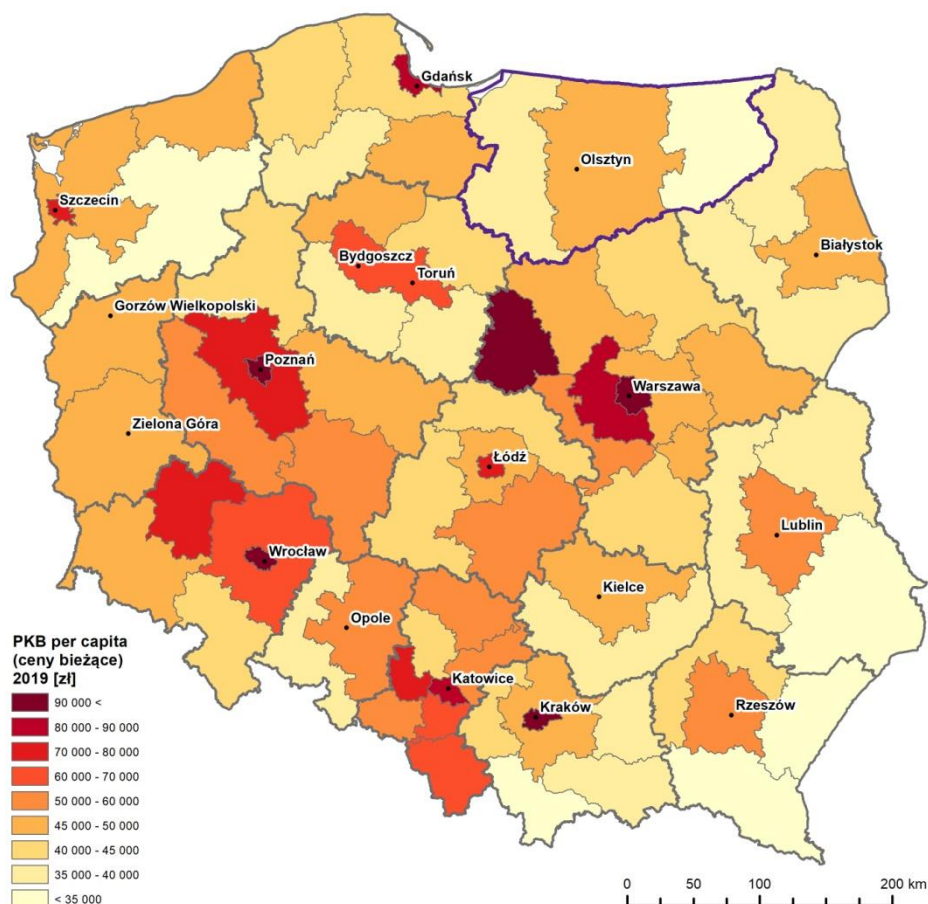 Gdańsk
Olsztyn
Szczecin
Białystok
Bydgoszcz
Toruń
Gorzów Wielkopolski
Poznań
Warszawa
Zielona Góra
Łódź
Lublin
Wrocław
Kielce
Opole
PKB per capita
(ceny bieżące)
2019 [zł]
90 000 <
80 000 - 90 000
70 000 - 80 000
60 000 - 70 000
50 000 - 60 000
45 000 - 50 000
40 000 - 45 000
35 000 - 40 000
< 35 000
Katowice
Kraków
Rzeszów
0 50 100 200 km